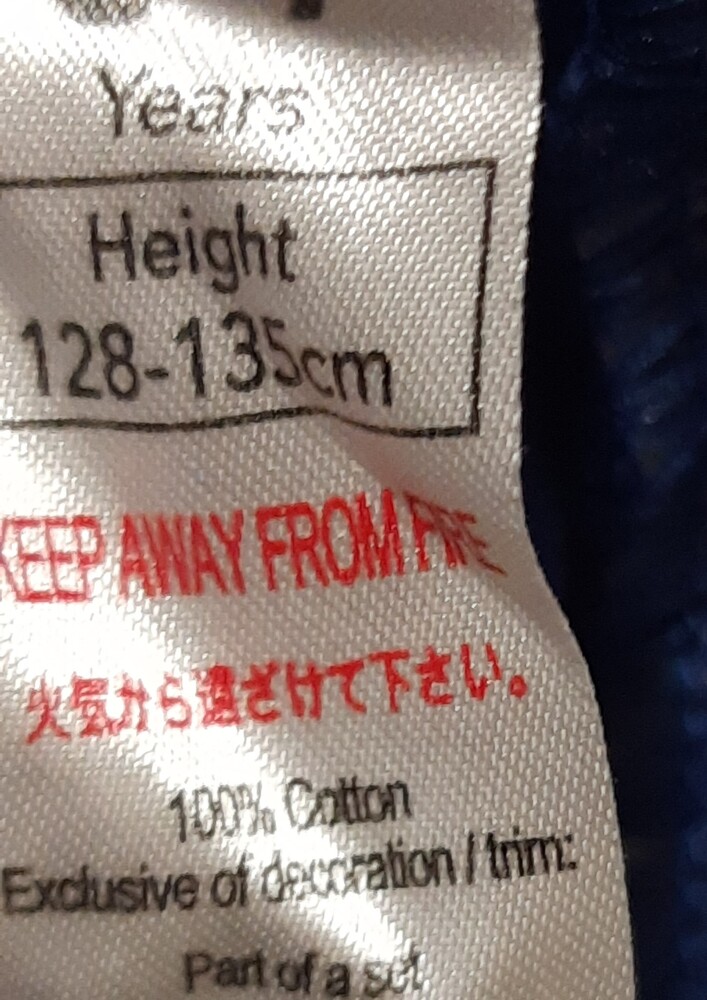 Years
Height
128-135cm
KEEP AWAY FROM FIRE
火気から遠ざけて下さい。
100% Cotton
Exclusive of decoration / trim:
Part of a set